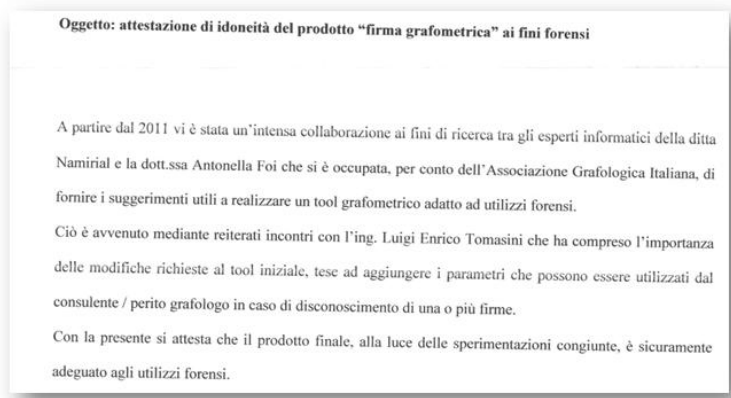 Oggetto: attestazione di idoneità del prodotto “firma grafometrica” ai fini forensi
A partire dal 2011 vi è stata un’intensa collaborazione ai fini di ricerca tra gli esperti informatici della ditta
Namirial e la dott.ssa Antonella Foi che si è occupata, per conto dell’Associazione Grafologica Italiana, di
fornire i suggerimenti utili a realizzare un tool grafometrico adatto ad utilizzi forensi.
Ciò è avvenuto mediante reiterati incontri con l’ing. Luigi Enrico Tomasini che ha compreso l’importanza
delle modifiche richieste al tool iniziale, tese ad aggiungere i parametri che possono essere utilizzati dal
consulente / perito grafologo in caso di disconoscimento di una o più firme.
Con la presente si attesta che il prodotto finale, alla luce delle sperimentazioni congiunte, è sicuramente
adeguato agli utilizzi forensi.